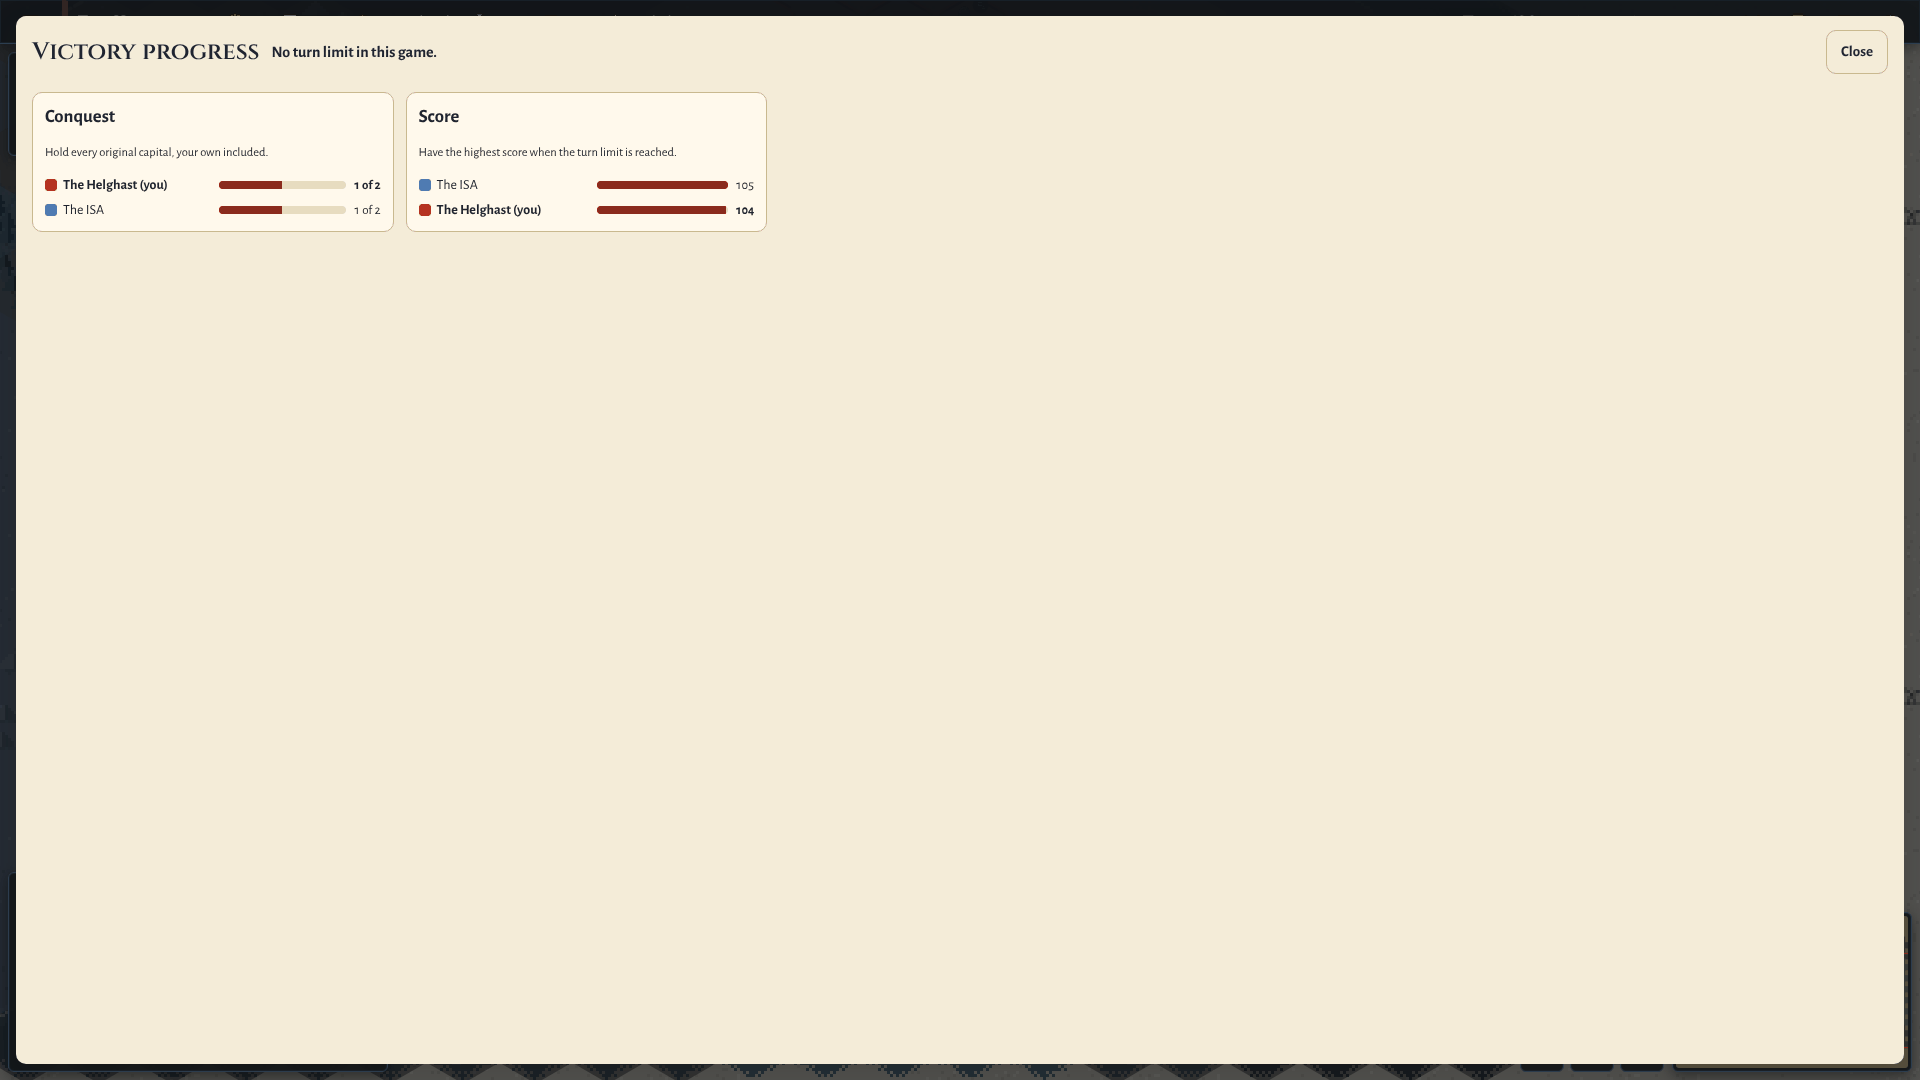 Victory progress No turn limit in this game.
Close
Conquest
Hold every original capital, your own included.
The Helghast (you) 1 of 2
The ISA 1 of 2
Score
Have the highest score when the turn limit is reached.
The ISA 105
The Helghast (you) 104